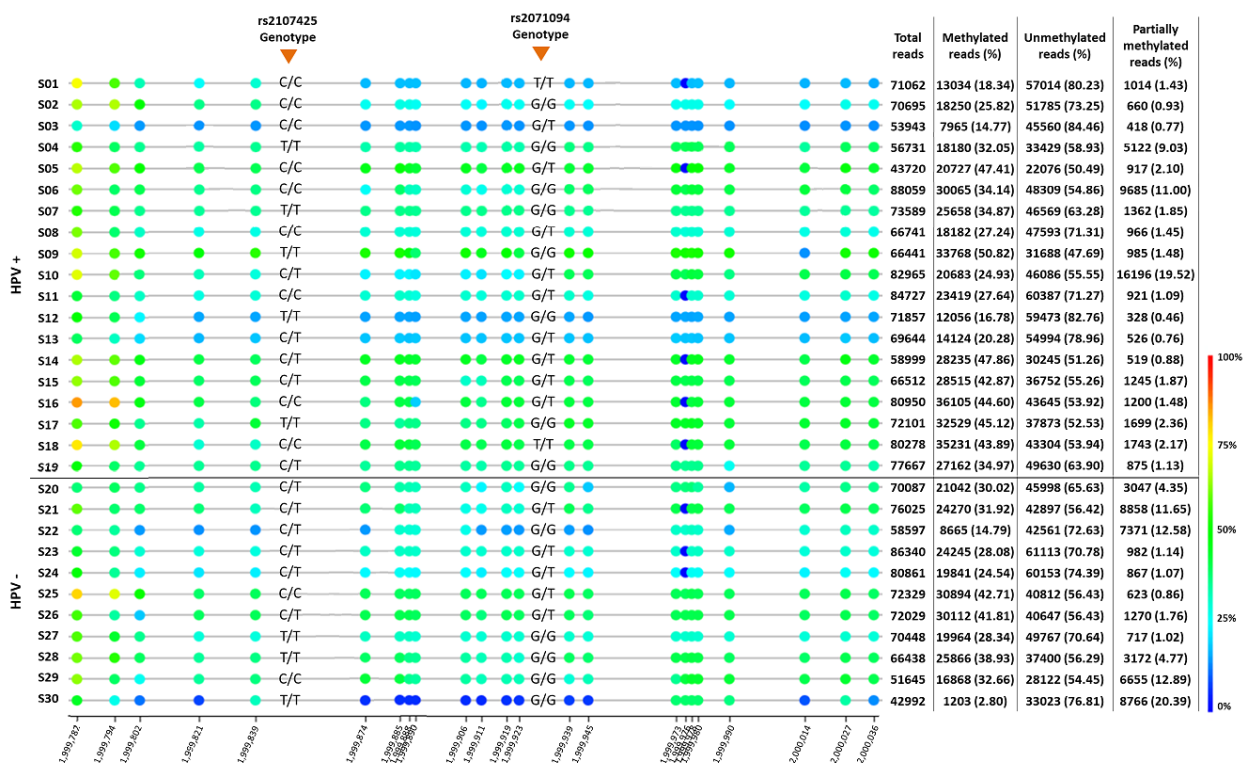 rs2107425
Genotype
rs2071094
Genotype
Total reads Methylated reads (%) Unmethylated reads (%) Partially methylated reads (%)
HPV +
S01 C/C T/T 71062 13034 (18.34) 57014 (80.23) 1014 (1.43)
S02 C/C G/G 70695 18250 (25.82) 51785 (73.25) 660 (0.93)
S03 C/C G/T 53943 7965 (14.77) 45560 (84.46) 418 (0.77)
S04 T/T G/G 56731 18180 (32.05) 33429 (58.93) 5122 (9.03)
S05 C/C G/T 43720 20727 (47.41) 22076 (50.49) 917 (2.10)
S06 C/C G/G 88059 30065 (34.14) 48309 (54.86) 9685 (11.00)
S07 T/T G/G 73589 25658 (34.87) 46569 (63.28) 1362 (1.85)
S08 C/C G/T 66741 18182 (27.24) 47593 (71.31) 966 (1.45)
S09 T/T G/G 66441 33768 (50.82) 31688 (47.69) 985 (1.48)
S10 C/T G/T 82965 20683 (24.93) 46086 (55.55) 16196 (19.52)
S11 C/C G/T 84727 23419 (27.64) 60387 (71.27) 921 (1.09)
S12 T/T G/G 71857 12056 (16.78) 59473 (82.76) 328 (0.46)
S13 C/T G/T 69644 14124 (20.28) 54994 (78.96) 526 (0.76)
S14 C/T G/T 58999 28235 (47.86) 30245 (51.26) 519 (0.88)
S15 C/T G/T 66512 28515 (42.87) 36752 (55.26) 1245 (1.87)
S16 C/C G/T 80950 36105 (44.60) 43645 (53.92) 1200 (1.48)
S17 T/T G/G 72101 32529 (45.12) 37873 (52.53) 1699 (2.36)
S18 C/C T/T 80278 35231 (43.89) 43304 (53.94) 1743 (2.17)
S19 C/T G/G 77667 27162 (34.97) 49630 (63.90) 875 (1.13)
HPV -
S20 C/T G/G 70087 21042 (30.02) 45998 (65.63) 3047 (4.35)
S21 C/T G/T 76025 24270 (31.92) 42897 (56.42) 8858 (11.65)
S22 C/T G/G 58597 8665 (14.79) 42561 (72.63) 7371 (12.58)
S23 C/T G/T 86340 24245 (28.08) 61113 (70.78) 982 (1.14)
S24 C/T G/T 80861 19841 (24.54) 60153 (74.39) 867 (1.07)
S25 C/C G/T 72329 30894 (42.71) 40812 (56.43) 623 (0.86)
S26 C/T G/T 72029 30112 (41.81) 40647 (56.43) 1270 (1.76)
S27 T/T G/G 70448 19964 (28.34) 49767 (70.64) 717 (1.02)
S28 T/T G/G 66438 25866 (38.93) 37400 (56.29) 3172 (4.77)
S29 C/C G/G 51645 16868 (32.66) 28122 (54.45) 6655 (12.89)
S30 T/T G/G 42992 1203 (2.80) 33023 (76.81) 8766 (20.39)
100%
75%
50%
25%
0%
1,999,787 1,999,794 1,999,802 1,999,821 1,999,839 1,999,874 1,999,885 1,999,890 1,999,906 1,999,911 1,999,919 1,999,923 1,999,939 1,999,945 1,999,973 1,999,980 1,999,990 2,000,014 2,000,027 2,000,036